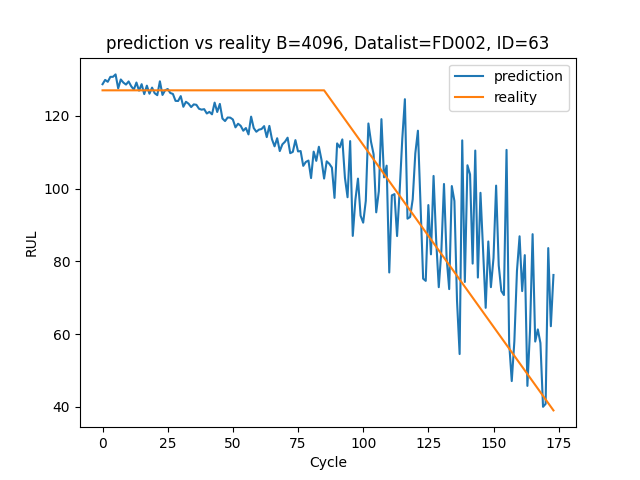 prediction vs reality B=4096, Datalist=FD002, ID=63
prediction
reality
RUL
120
100
80
60
40
0
25
50
75
100
125
150
175
Cycle